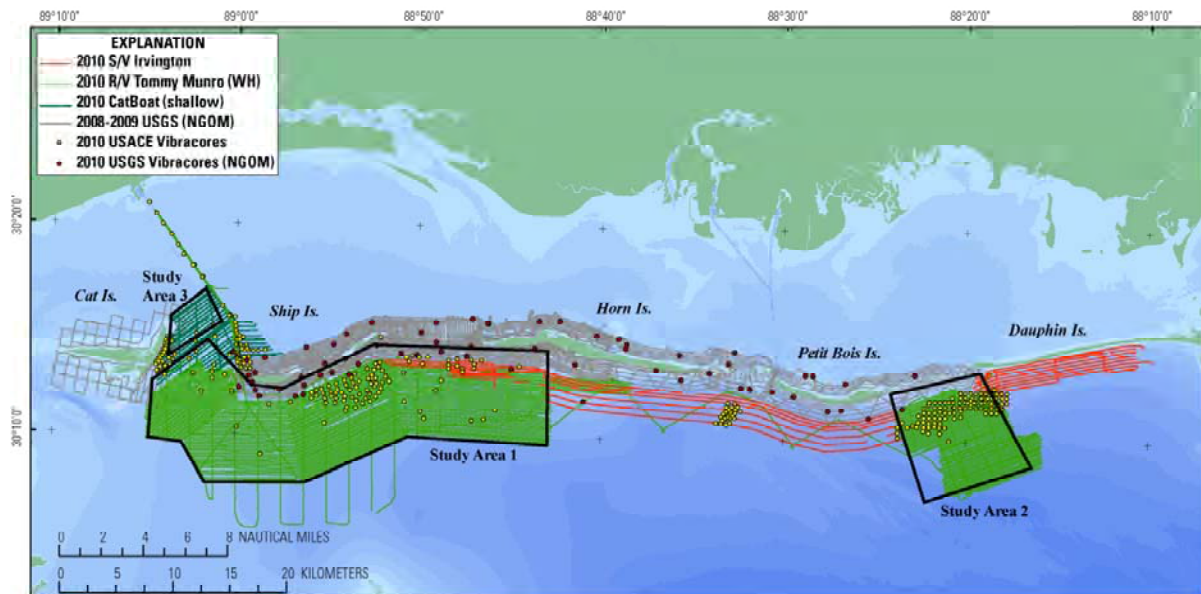 89°10'0" 89°0'0" 88°50'0" 88°40'0" 88°30'0" 88°20'0" 88°10'0"
EXPLANATION
2010 S/V Irvington
2010 R/V Tommy Munro (WH)
2010 CatBoat (shallow)
2008-2009 USGS (NGOM)
2010 USACE Vibracores
2010 USGS Vibracores (NGOM)
30°20'0"
Study
Area 3
Cat Is.
Ship Is.
Horn Is.
Dauphin Is.
Petit Bois Is.
30°10'0"
Study Area 1
Study Area 2
0 2 4 6 8 NAUTICAL MILES
0 5 10 15 20 KILOMETERS